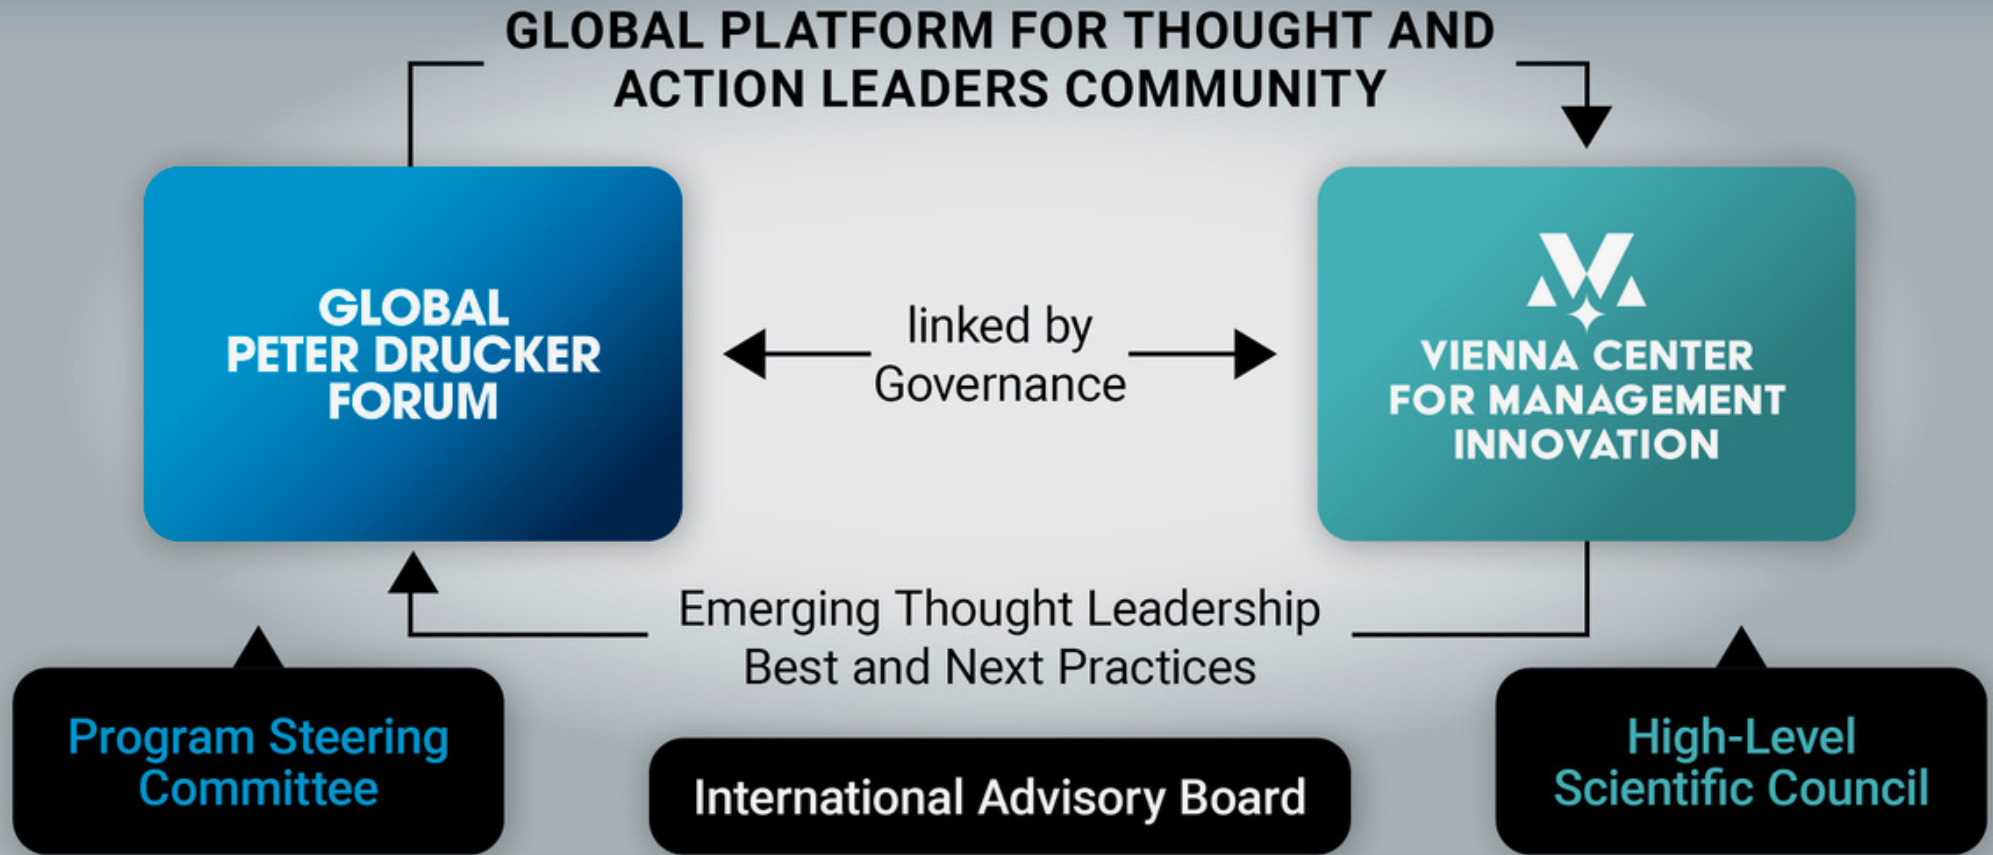 GLOBAL PLATFORM FOR THOUGHT AND
ACTION LEADERS COMMUNITY
GLOBAL
PETER DRUCKER
FORUM
linked by
Governance
VIENNA CENTER
FOR MANAGEMENT
INNOVATION
Emerging Thought Leadership
Best and Next Practices
Program Steering
Committee
International Advisory Board
High-Level
Scientific Council